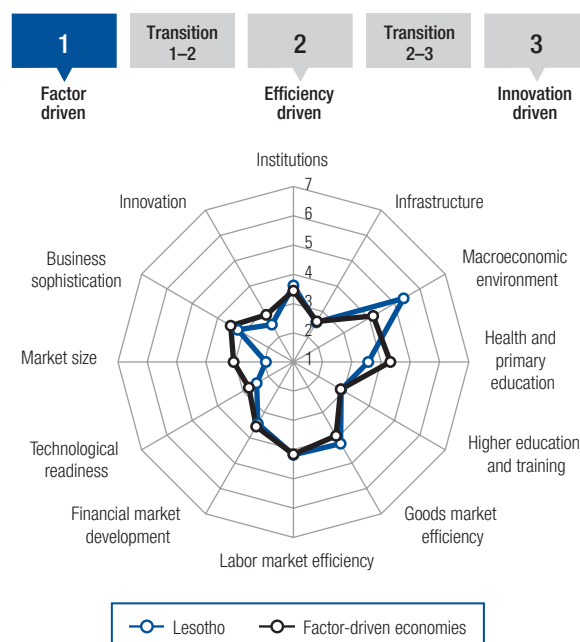 1
Transition
1–2
2
Transition
2–3
3
Factor
driven
Efficiency
driven
Innovation
driven
Institutions
7
6
5
4
3
2
1
Infrastructure
Macroeconomic
environment
Health and
primary
education
Higher education
and training
Goods market
efficiency
Labor market efficiency
Financial market
development
Technological
readiness
Market size
Business
sophistication
Innovation
Lesotho
Factor-driven economies